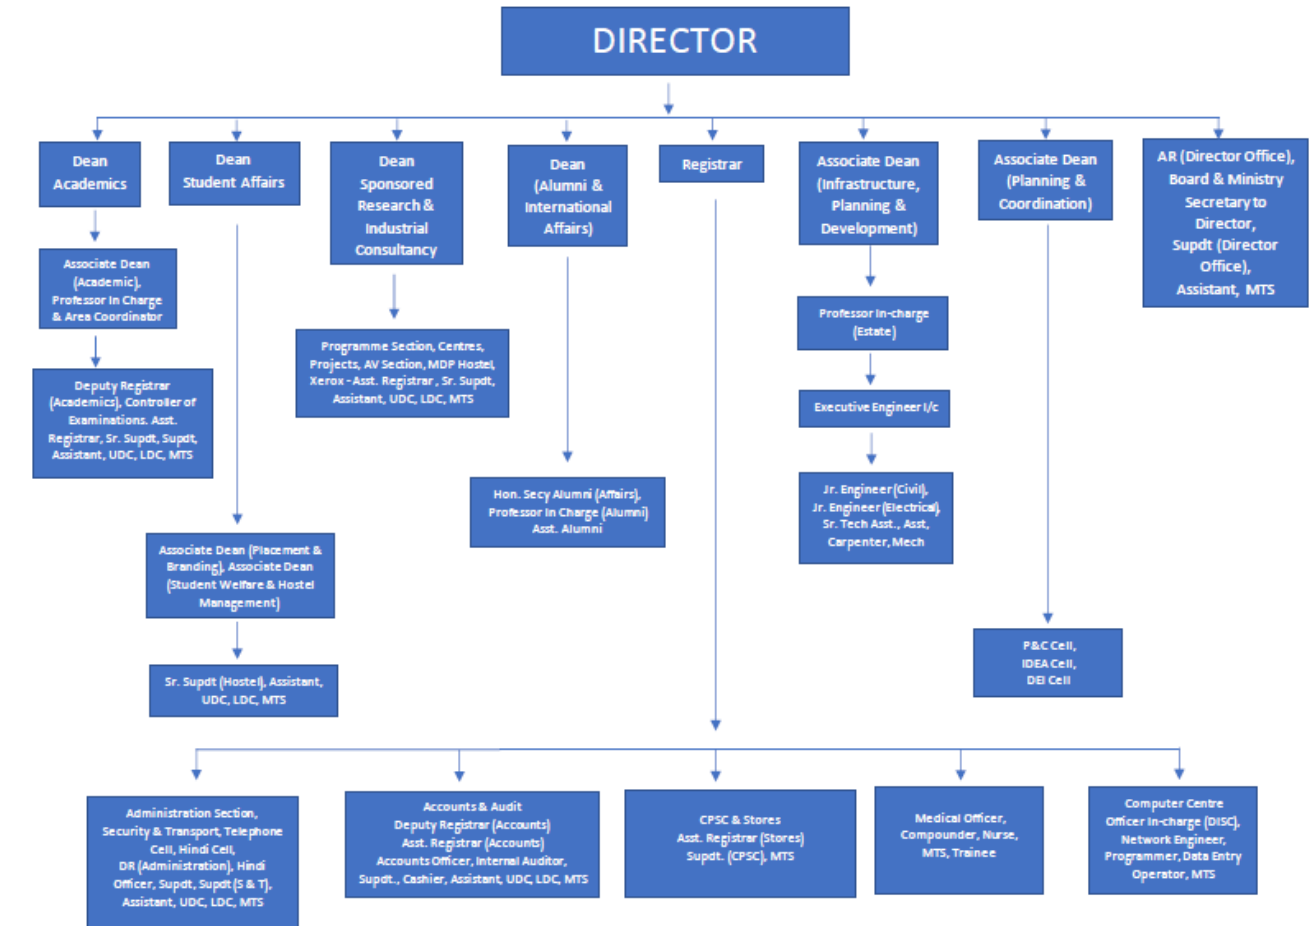 DIRECTOR
Dean
Academics
Dean
Student Affairs
Dean
Sponsored
Research &
Industrial
Consultancy
Dean
(Alumni &
International
Affairs)
Registrar
Associate Dean
(Infrastructure,
Planning &
Development)
Associate Dean
(Planning &
Coordination)
AR (Director Office),
Board & Ministry
Secretary to
Director,
Supdt (Director
Office),
Assistant, MTS
Associate Dean
(Academic),
Professor In Charge
& Area Coordinator
Deputy Registrar
(Academics), Controller of
Examinations. Asst.
Registrar, Sr. Supdt, Supdt,
Assistant, UDC, LDC, MTS
Programme Section, Centres,
Projects, AV Section, MDP Hostel,
Xerox - Asst. Registrar , Sr. Supdt,
Assistant, UDC, LDC, MTS
Professor In-charge
(Estate)
Executive Engineer I/c
Hon. Secy Alumni (Affairs),
Professor In Charge (Alumni)
Asst. Alumni
Jr. Engineer (Civil),
Jr. Engineer (Electrical),
Sr. Tech Asst., Asst,
Carpenter, Mech
Associate Dean (Placement &
Branding), Associate Dean
(Student Welfare & Hostel
Management)
Sr. Supdt (Hostel), Assistant,
UDC, LDC, MTS
P&C Cell,
IDEA Cell,
DEI Cell
Administration Section,
Security & Transport, Telephone
Cell, Hindi Cell,
DR (Administration), Hindi
Officer, Supdt, Supdt (S & T),
Assistant, UDC, LDC, MTS
Accounts & Audit
Deputy Registrar (Accounts)
Asst. Registrar (Accounts)
Accounts Officer, Internal Auditor,
Supdt., Cashier, Assistant, UDC, LDC, MTS
CPSC & Stores
Asst. Registrar (Stores)
Supdt. (CPSC), MTS
Medical Officer,
Compounder, Nurse,
MTS, Trainee
Computer Centre
Officer In-charge (DISC),
Network Engineer,
Programmer, Data Entry
Operator, MTS